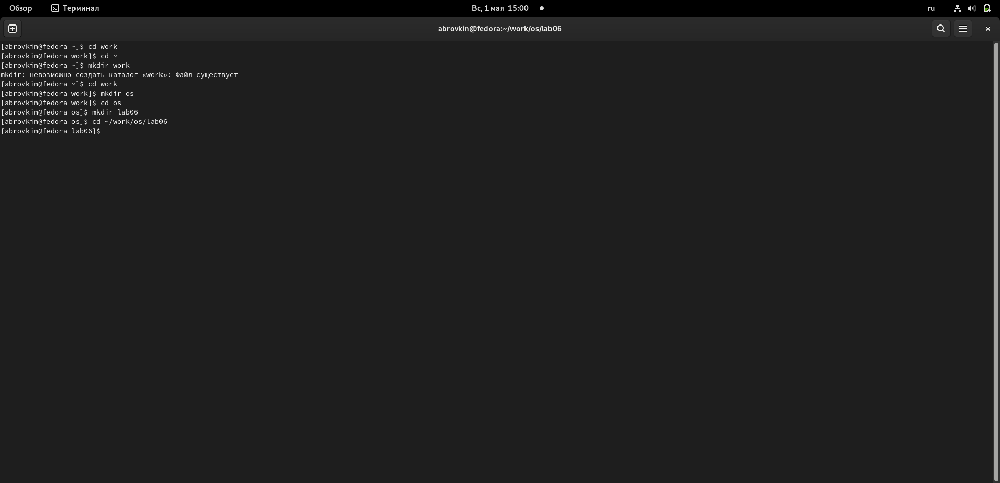 Обзор Терминал Вс, 1 мая 15:00 ru
abrovkin@fedora:~/work/os/lab06
[abrovkin@fedora ~]$ cd work
[abrovkin@fedora work]$ cd ~
[abrovkin@fedora ~]$ mkdir work
mkdir: невозможно создать каталог «work»: Файл существует
[abrovkin@fedora ~]$ cd work
[abrovkin@fedora work]$ mkdir os
[abrovkin@fedora work]$ cd os
[abrovkin@fedora os]$ mkdir lab06
[abrovkin@fedora os]$ cd ~/work/os/lab06
[abrovkin@fedora lab06]$